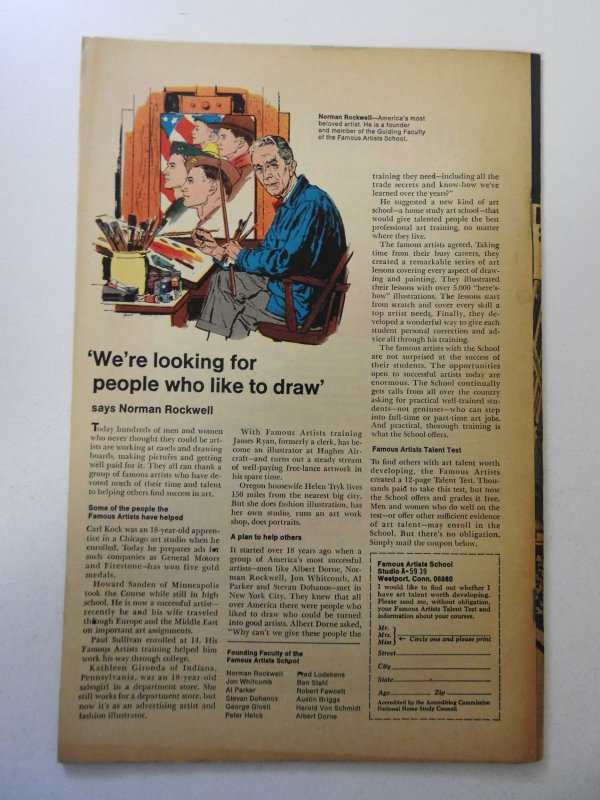 Norman Rockwell—America's most
beloved artist. He is a founder
and member of the Guiding Faculty
of the Famous Artists School.
'We're looking for
people who like to draw'
says Norman Rockwell
Today hundreds of men and women
who never thought they could be art-
ists are working at easels and drawing
boards, making pictures and getting
well paid for it. They all can thank a
group of famous artists who have de-
voted much of their time and talent
to helping others find success in art.
Some of the people the
Famous Artists have helped
Carl Kock was an 18-year-old appren-
tice in a Chicago art studio when he
enrolled. Today he prepares ads for
such companies as General Motors
and Firestone—has won five gold
medals.
Howard Sanden of Minneapolis
took the Course while still in high
school. He is now a successful artist—
recently he and his wife traveled
through Europe and the Middle East
on important art assignments.
Paul Sullivan enrolled at 14. His
Famous Artists training helped him
work his way through college.
Kathleen Gironda of Indiana,
Pennsylvania, was an 18-year-old
salesgirl in a department store. She
still works for a department store, but
now it's as an advertising artist and
fashion illustrator.
With Famous Artists training
James Ryan, formerly a clerk, has be-
come an illustrator at Hughes Air-
craft—and turns out a steady stream
of well-paying free-lance artwork in
his spare time.
Oregon housewife Helen Tryk lives
150 miles from the nearest big city.
But she does fashion illustration, has
her own studio, runs an art work
shop, does portraits.
A plan to help others
It started over 18 years ago when a
group of America's most successful
artists—men like Albert Dorne, Nor-
man Rockwell, Jon Whitcomb, Al
Parker and Stevan Dohanos—met in
New York City. They knew that all
over America there were people who
liked to draw who could be turned
into good artists. Albert Dorne asked,
"Why can't we give these people the
Founding Faculty of the
Famous Artists School
Norman Rockwell
Jon Whitcomb
Al Parker
Stevan Dohanos
George Giusti
Peter Helck
Fred Ludekens
Ben Stahl
Robert Fawcett
Austin Briggs
Harold Von Schmidt
Albert Dorne
training they need—including all the
trade secrets and know-how we've
learned over the years?"
He suggested a new kind of art
school—a home study art school—that
would give talented people the best
professional art training, no matter
where they live.
The famous artists agreed. Taking
time from their busy careers, they
created a remarkable series of art
lessons covering every aspect of draw-
ing and painting. They illustrated
their lessons with over 5,000 "here's-
how" illustrations. The lessons start
from scratch and cover every skill a
top artist needs. Finally, they de-
veloped a wonderful way to give each
student personal correction and ad-
vice all through his training.
The famous artists with the School
are not surprised at the success of
their students. The opportunities
open to successful artists today are
enormous. The School continually
gets calls from all over the country
asking for practical well-trained stu-
dents—not geniuses—who can step
into full-time or part-time art jobs.
And practical, thorough training is
what the School offers.
Famous Artists Talent Test
To find others with art talent worth
developing, the Famous Artists
created a 12-page Talent Test. Thou-
sands paid to take this test, but now
the School offers and grades it free.
Men and women who do well on the
test—or offer other sufficient evidence
of art talent—may enroll in the
School. But there's no obligation.
Simply mail the coupon below.
Famous Artists School
Studio A-5939
Westport, Conn. 06880
I would like to find out whether I
have art talent worth developing.
Please send me, without obligation,
your Famous Artists Talent Test and
information about your courses.
Mr.
Mrs.
Miss
Circle one and please print
Street
City
State
Age Zip
Accredited by the Accrediting Commission
National Home Study Council